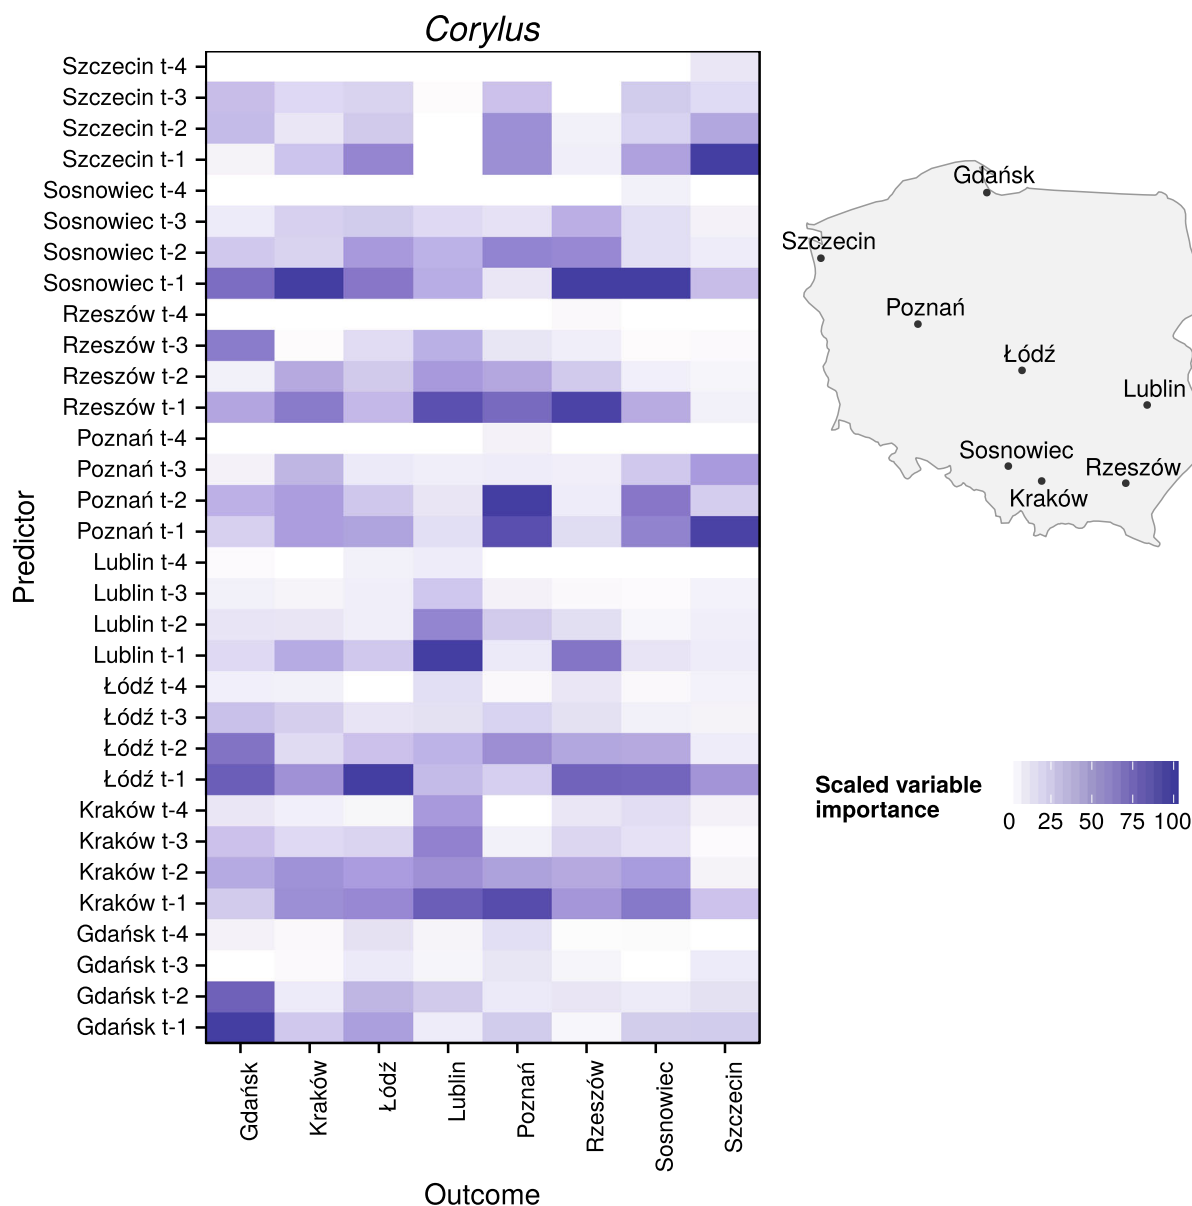 Corylus
Predictor
Szczecin t-4
Szczecin t-3
Szczecin t-2
Szczecin t-1
Sosnowiec t-4
Sosnowiec t-3
Sosnowiec t-2
Sosnowiec t-1
Rzeszów t-4
Rzeszów t-3
Rzeszów t-2
Rzeszów t-1
Poznań t-4
Poznań t-3
Poznań t-2
Poznań t-1
Lublin t-4
Lublin t-3
Lublin t-2
Lublin t-1
Łódź t-4
Łódź t-3
Łódź t-2
Łódź t-1
Kraków t-4
Kraków t-3
Kraków t-2
Kraków t-1
Gdańsk t-4
Gdańsk t-3
Gdańsk t-2
Gdańsk t-1
Gdańsk
Kraków
Łódź
Lublin
Poznań
Rzeszów
Sosnowiec
Szczecin
Outcome
Gdańsk
Szczecin
Poznań
Łódź
Lublin
Sosnowiec
Rzeszów
Kraków
Scaled variable
importance
0 25 50 75 100